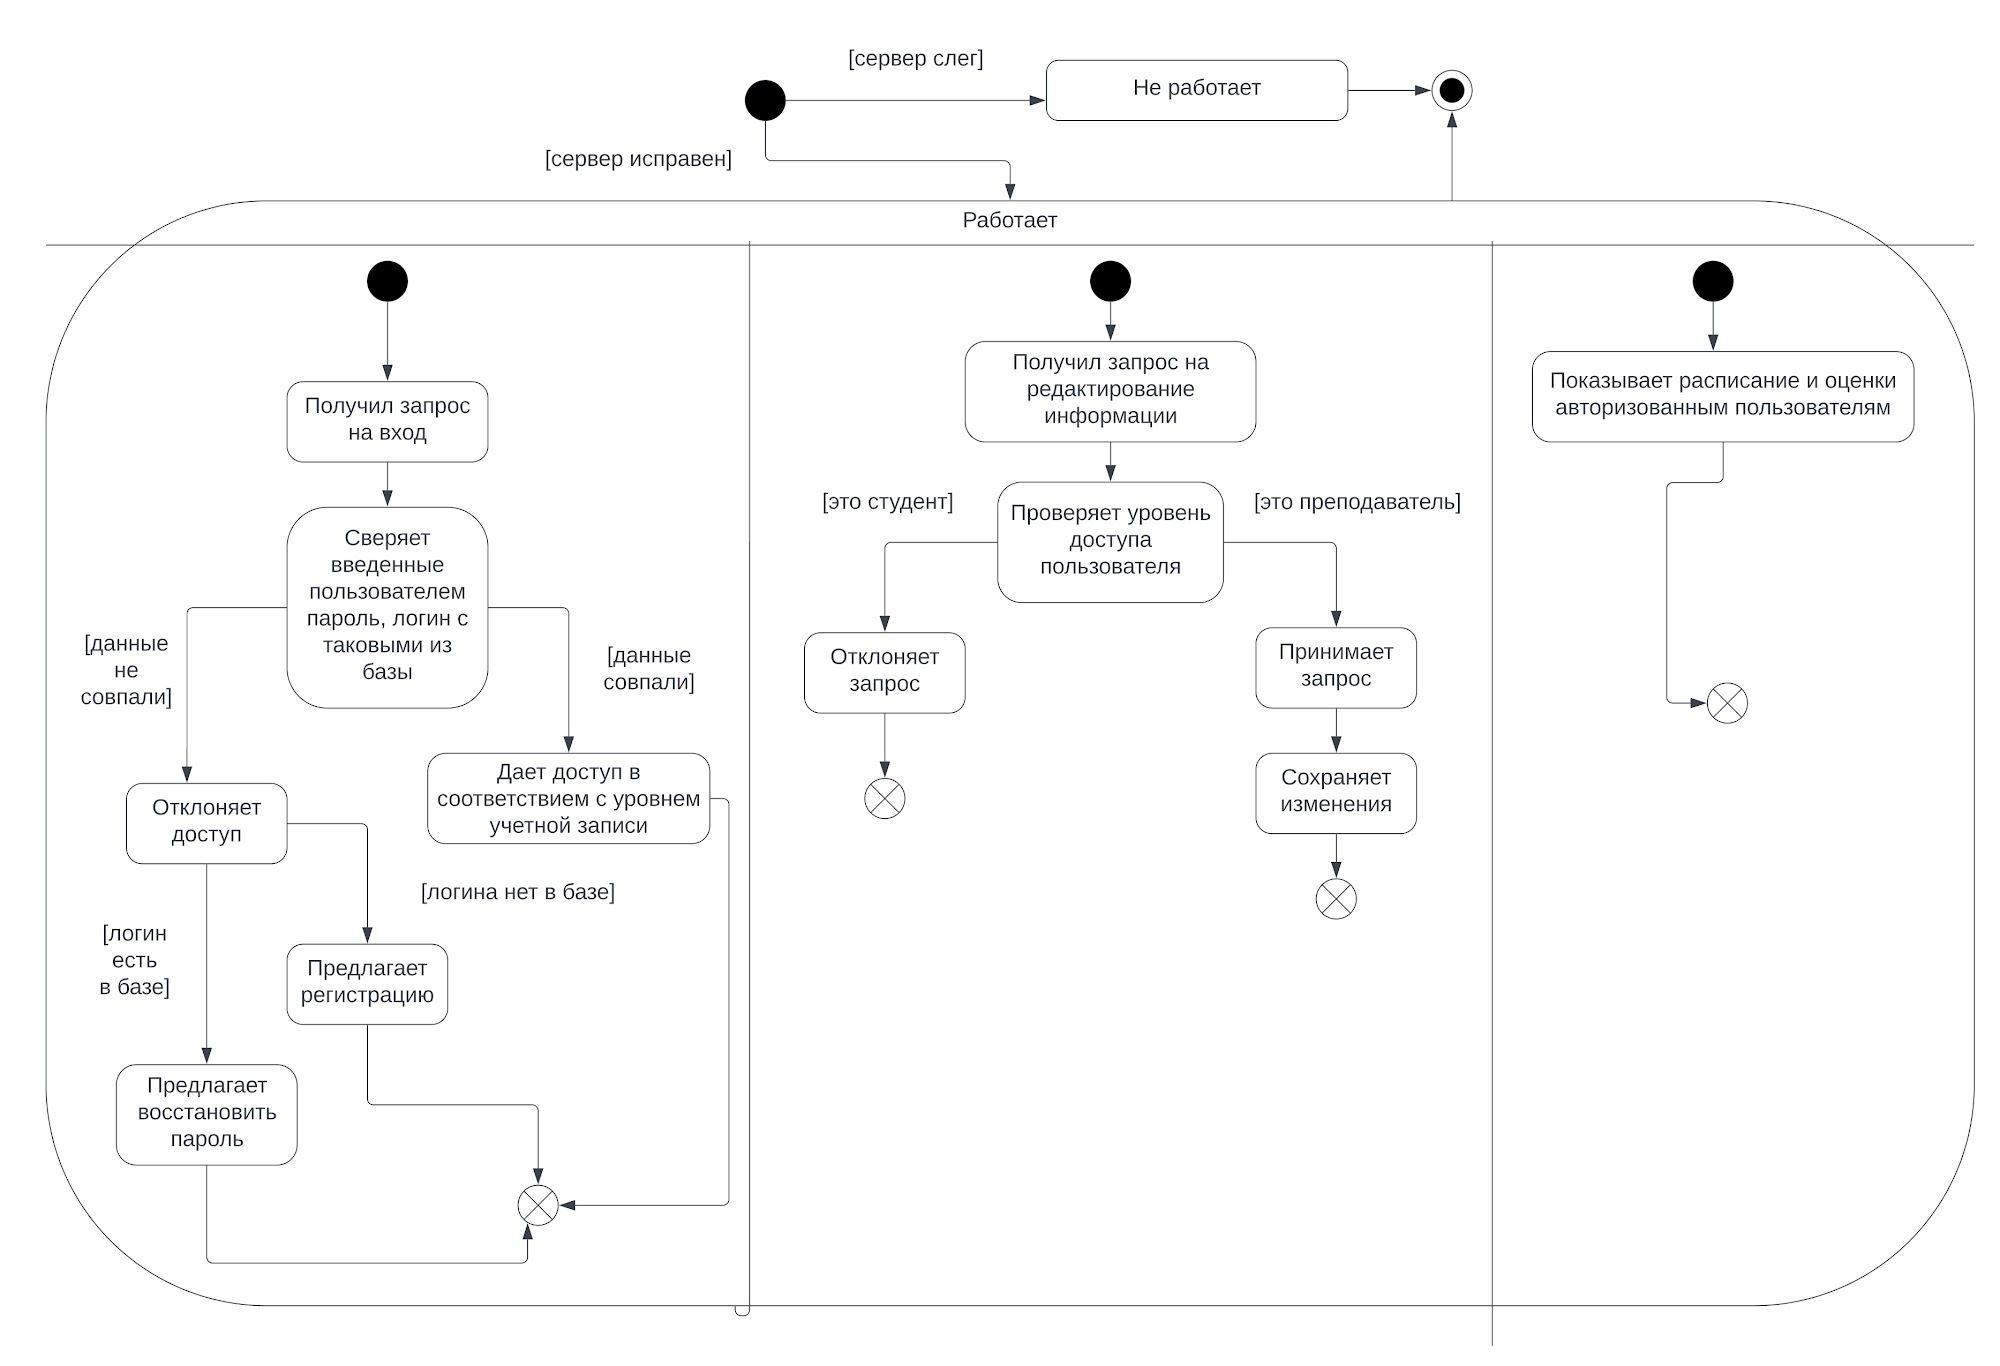 [сервер слег]
Не работает
[сервер исправен]
Работает
Получил запрос
на вход
Сверяет
введенные
пользователем
пароль, логин с
таковыми из
базы
[данные
не
совпали]
[данные
совпали]
Отклоняет
доступ
Дает доступ в
соответствием с уровнем
учетной записи
[логина нет в базе]
[логин
есть
в базе]
Предлагает
регистрацию
Предлагает
восстановить
пароль
Получил запрос на
редактирование
информации
[это студент]
Проверяет уровень
доступа
пользователя
[это преподаватель]
Отклоняет
запрос
Принимает
запрос
Сохраняет
изменения
Показывает расписание и оценки
авторизованным пользователям